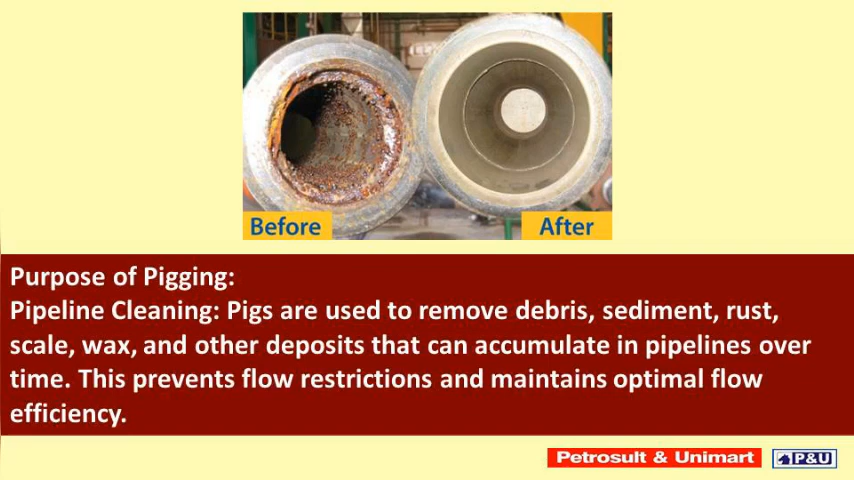 Before
After
Purpose of Pigging:
Pipeline Cleaning: Pigs are used to remove debris, sediment, rust,
scale, wax, and other deposits that can accumulate in pipelines over
time. This prevents flow restrictions and maintains optimal flow
efficiency.
Petrosult & Unimart
P&U